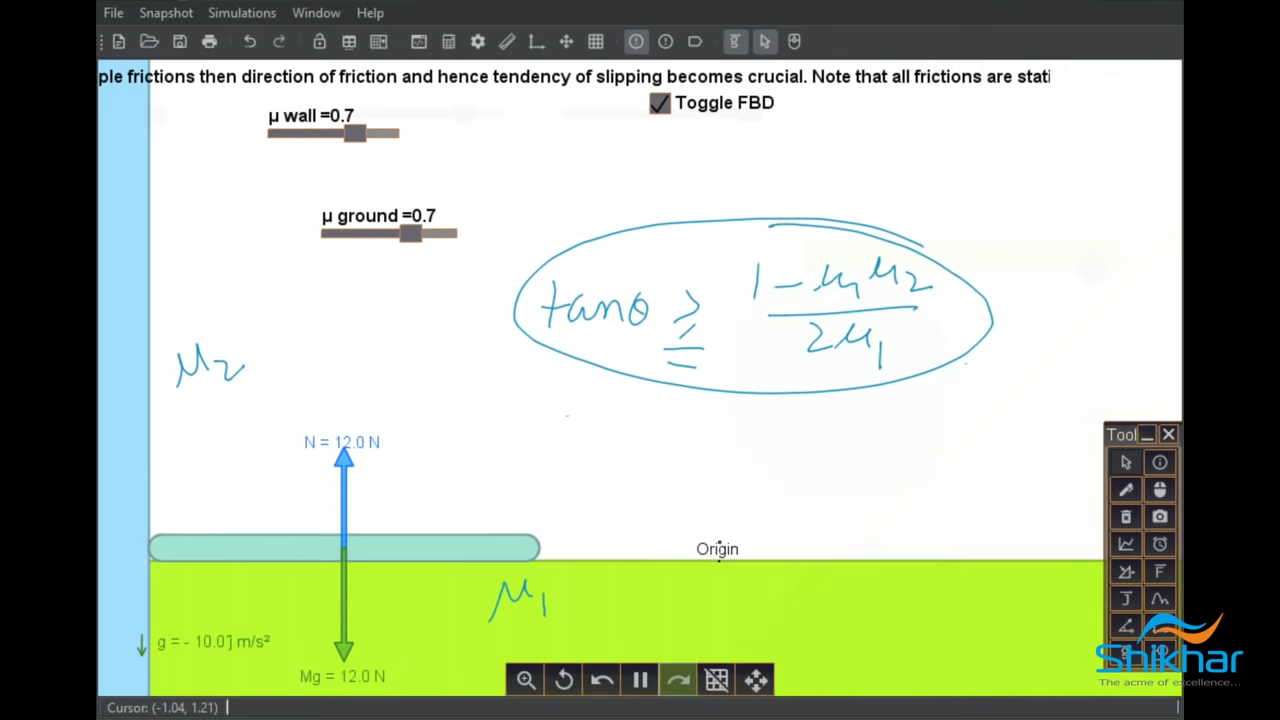 File Snapshot Simulations Window Help
ple frictions then direction of friction and hence tendency of slipping becomes crucial. Note that all frictions are stati
Toggle FBD
μ wall =0.7
μ ground =0.7
tanθ ≥ 1-μ₁μ₂ / 2μ₁
μ₂
N = 12.0 N
Origin
μ₁
g = - 10.0ĵ m/s²
Mg = 12.0 N
Tool
Shikhar
The acme of excellence...
Cursor: (-1.04, 1.21)